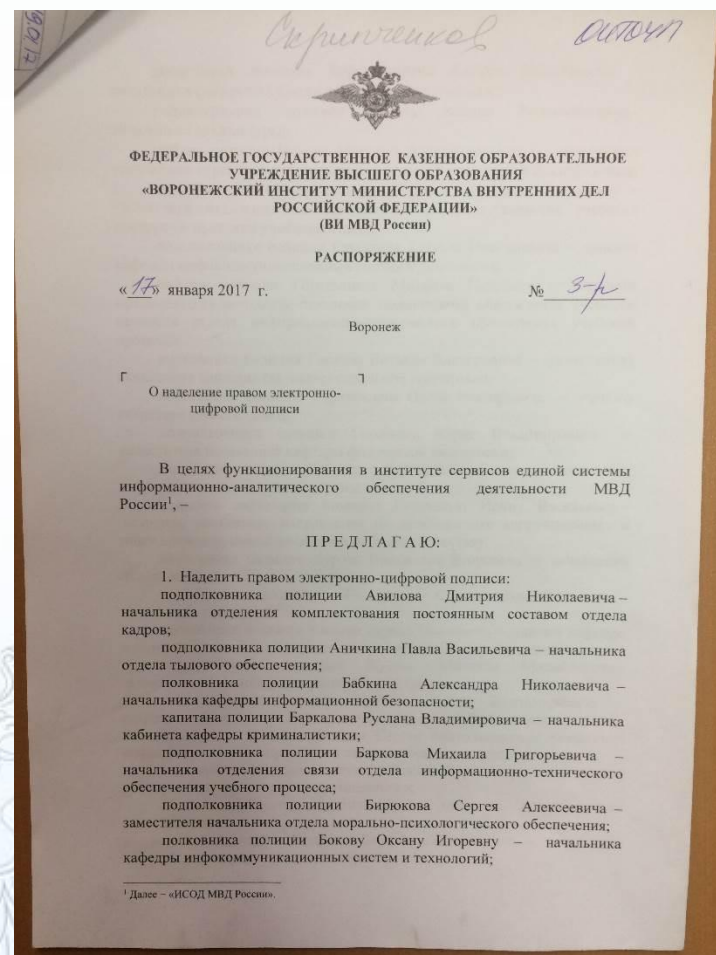 19.01.17
Скрипченков ОИТОУП
ФЕДЕРАЛЬНОЕ ГОСУДАРСТВЕННОЕ КАЗЕННОЕ ОБРАЗОВАТЕЛЬНОЕ
УЧРЕЖДЕНИЕ ВЫСШЕГО ОБРАЗОВАНИЯ
«ВОРОНЕЖСКИЙ ИНСТИТУТ МИНИСТЕРСТВА ВНУТРЕННИХ ДЕЛ
РОССИЙСКОЙ ФЕДЕРАЦИИ»
(ВИ МВД России)
РАСПОРЯЖЕНИЕ
«17» января 2017 г. № 3-р
Воронеж
О наделение правом электронно-
цифровой подписи
В целях функционирования в институте сервисов единой системы
информационно-аналитического обеспечения деятельности МВД
России¹, –
П Р Е Д Л А Г А Ю:
1. Наделить правом электронно-цифровой подписи:
подполковника полиции Авилова Дмитрия Николаевича –
начальника отделения комплектования постоянным составом отдела
кадров;
подполковника полиции Аничкина Павла Васильевича – начальника
отдела тылового обеспечения;
полковника полиции Бабкина Александра Николаевича –
начальника кафедры информационной безопасности;
капитана полиции Баркалова Руслана Владимировича – начальника
кабинета кафедры криминалистики;
подполковника полиции Баркова Михаила Григорьевича –
начальника отделения связи отдела информационно-технического
обеспечения учебного процесса;
подполковника полиции Бирюкова Сергея Алексеевича –
заместителя начальника отдела морально-психологического обеспечения;
полковника полиции Бокову Оксану Игоревну – начальника
кафедры инфокоммуникационных систем и технологий;
¹ Далее – «ИСОД МВД России».